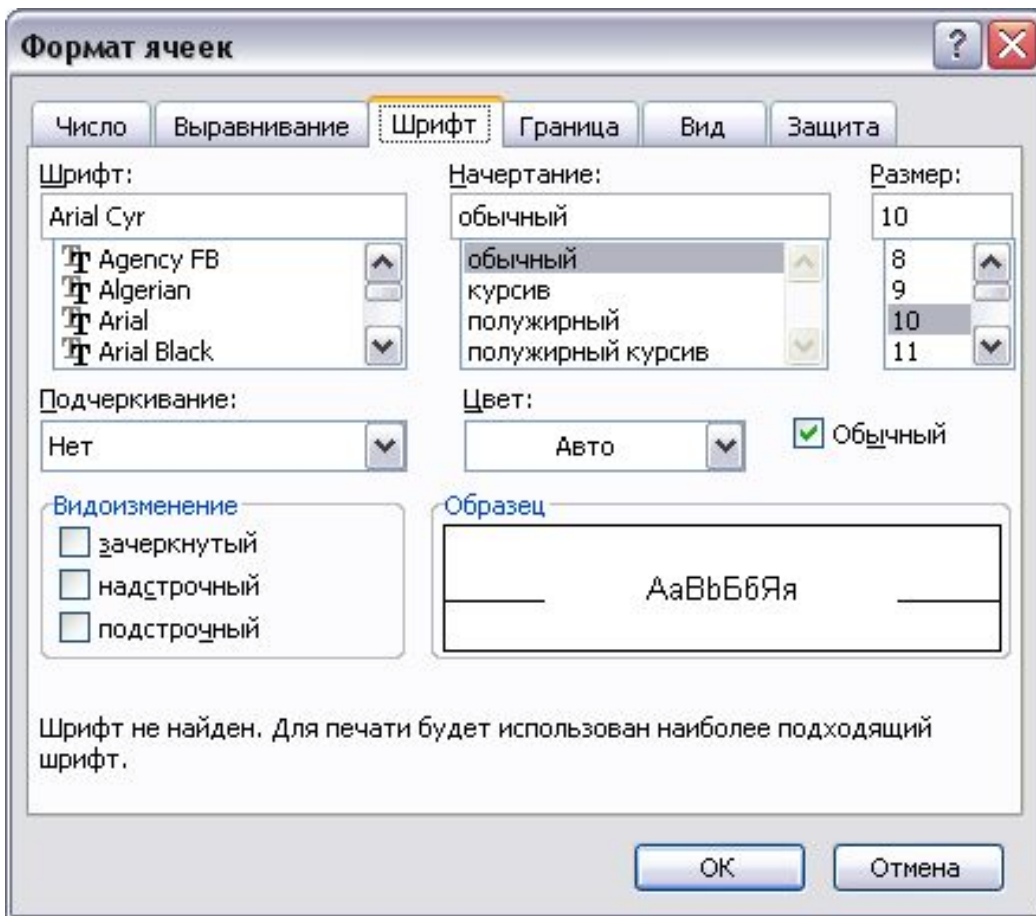 Формат ячеек
Число Выравнивание Шрифт Граница Вид Защита
Шрифт: Начертание: Размер:
Arial Cyr обычный 10
Agency FB обычный 8
Algerian курсив 9
Arial полужирный 10
Arial Black полужирный курсив 11
Подчеркивание: Цвет:
Нет Авто Обычный
Видоизменение Образец
зачеркнутый
надстрочный АаBbБбЯя
подстрочный
Шрифт не найден. Для печати будет использован наиболее подходящий
шрифт.
ОК Отмена